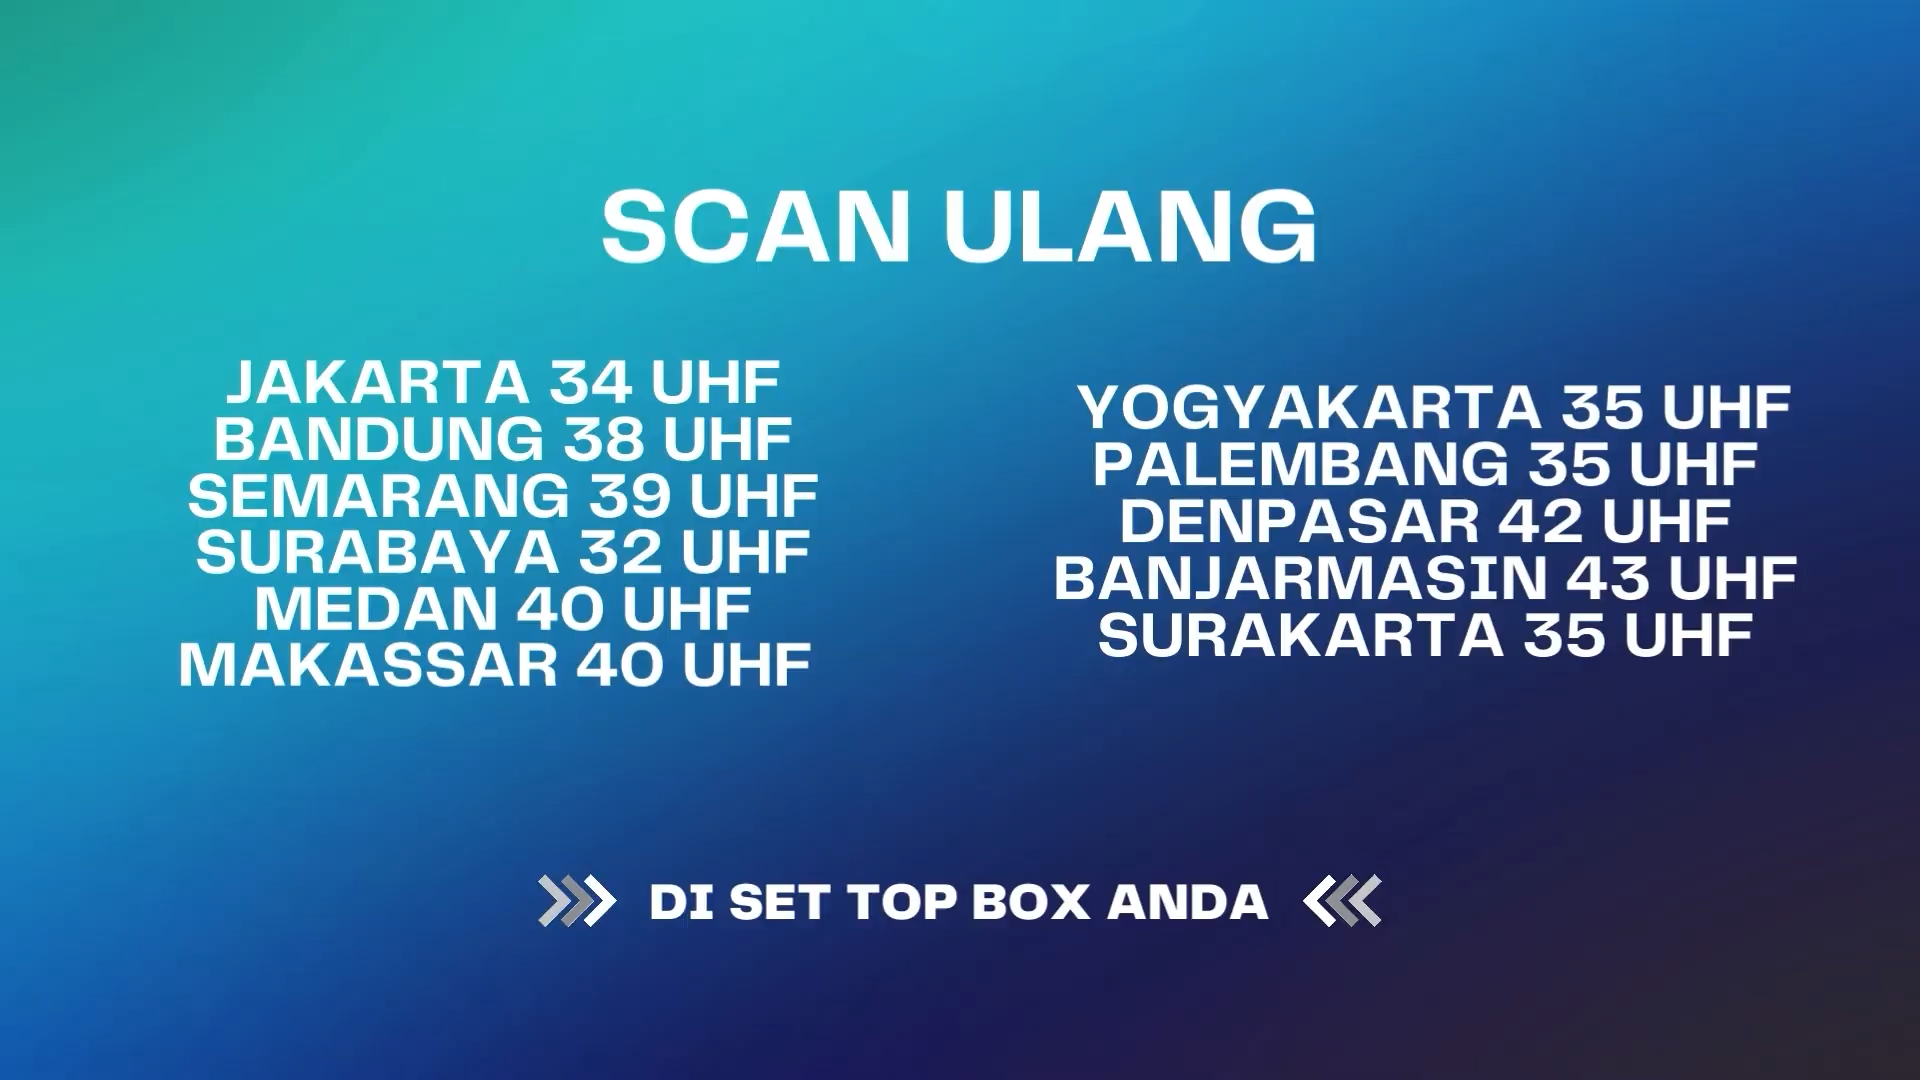 SCAN ULANG
JAKARTA 34 UHF
BANDUNG 38 UHF
SEMARANG 39 UHF
SURABAYA 32 UHF
MEDAN 40 UHF
MAKASSAR 40 UHF
YOGYAKARTA 35 UHF
PALEMBANG 35 UHF
DENPASAR 42 UHF
BANJARMASIN 43 UHF
SURAKARTA 35 UHF
DI SET TOP BOX ANDA